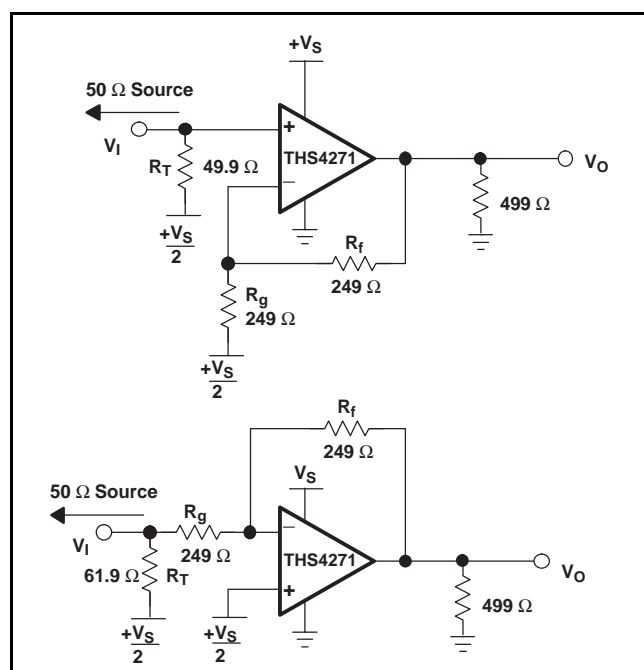 +VS
50 Ω Source
VI
+
THS4271
−
VO
RT
49.9 Ω
499 Ω
+VS
2
Rf
249 Ω
Rg
249 Ω
+VS
2
Rf
249 Ω
VS
50 Ω Source
Rg
VI
249 Ω
−
THS4271
VO
61.9 Ω
RT
+
499 Ω
+VS
2
+VS
2